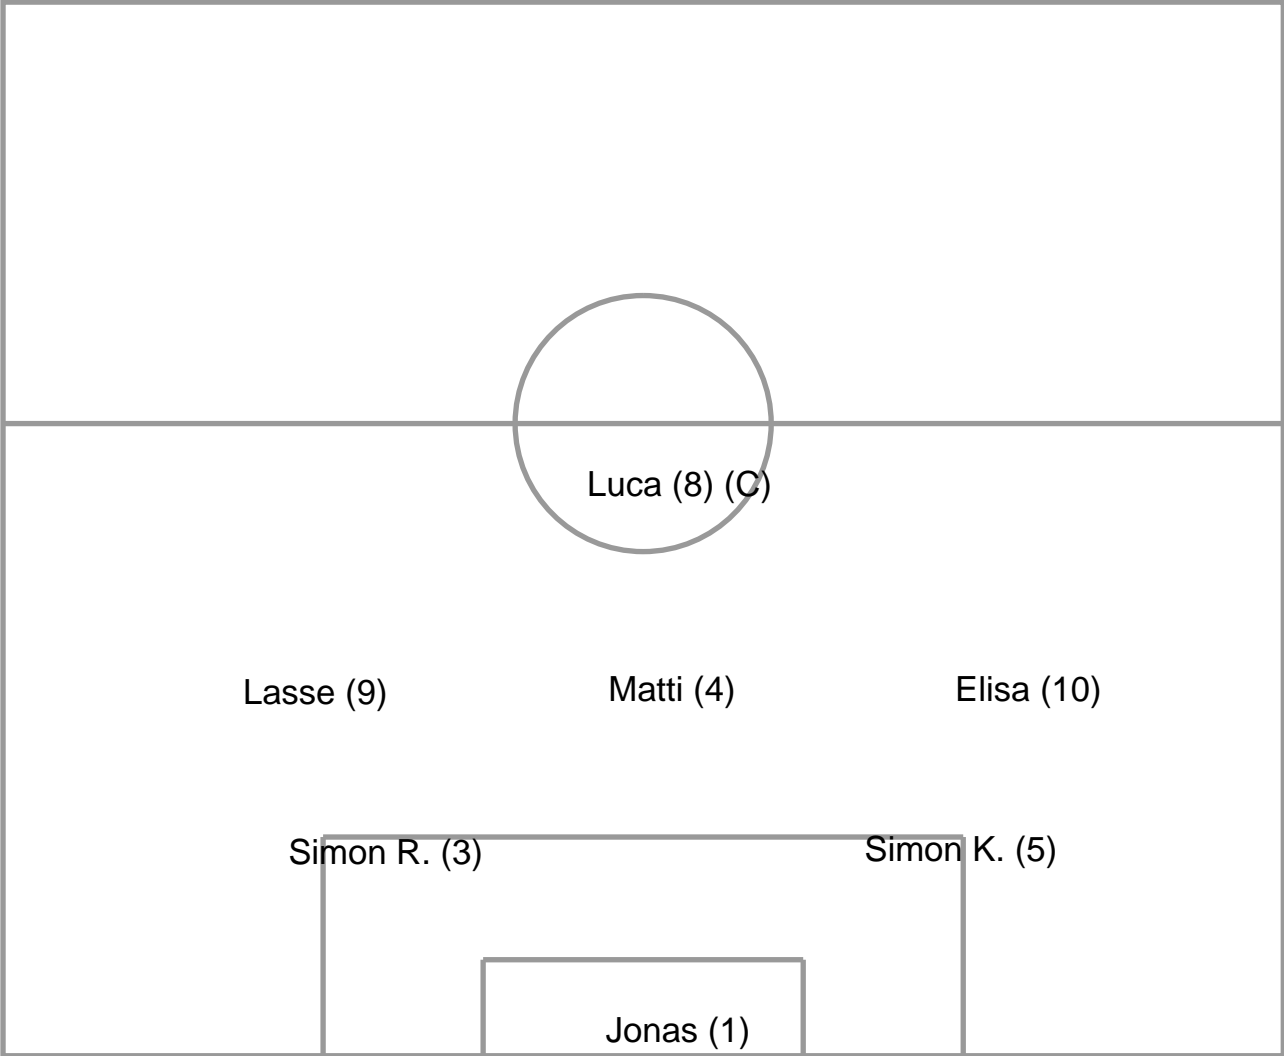 Luca (8) (C)
Lasse (9)
Matti (4)
Elisa (10)
Simon R. (3)
Simon K. (5)
Jonas (1)